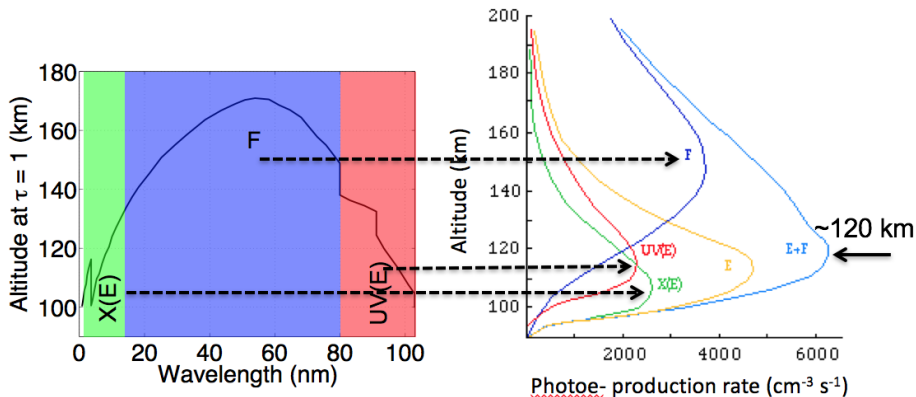 Altitude at τ = 1 (km)
180
160
140
120
100
0
20
40
60
80
100
Wavelength (nm)
X(E)
F
UV(E)
Altitude (km)
200
180
160
140
120
100
2000
4000
6000
Photoe- production rate (cm-3 s-1)
F
UV(E)
X(E)
E
E+F
~120 km